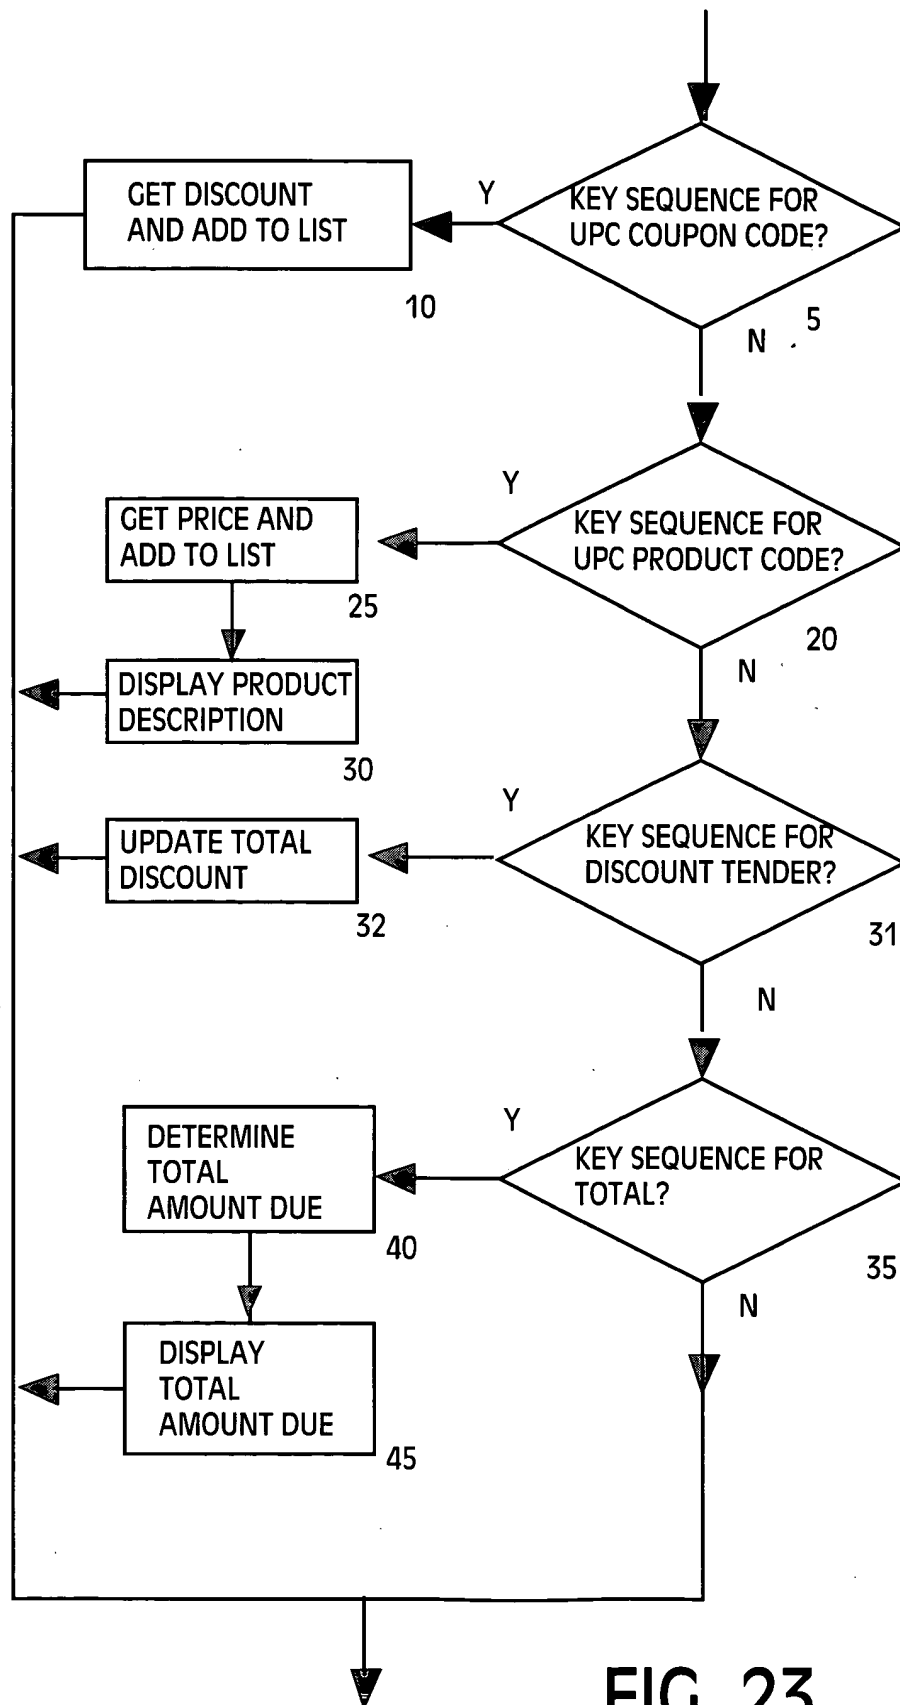 GET DISCOUNT
AND ADD TO LIST
10
Y
KEY SEQUENCE FOR
UPC COUPON CODE?
5
N
GET PRICE AND
ADD TO LIST
25
Y
KEY SEQUENCE FOR
UPC PRODUCT CODE?
20
N
DISPLAY PRODUCT
DESCRIPTION
30
UPDATE TOTAL
DISCOUNT
32
Y
KEY SEQUENCE FOR
DISCOUNT TENDER?
31
N
DETERMINE
TOTAL
AMOUNT DUE
40
Y
KEY SEQUENCE FOR
TOTAL?
35
N
DISPLAY
TOTAL
AMOUNT DUE
45
FIG. 23